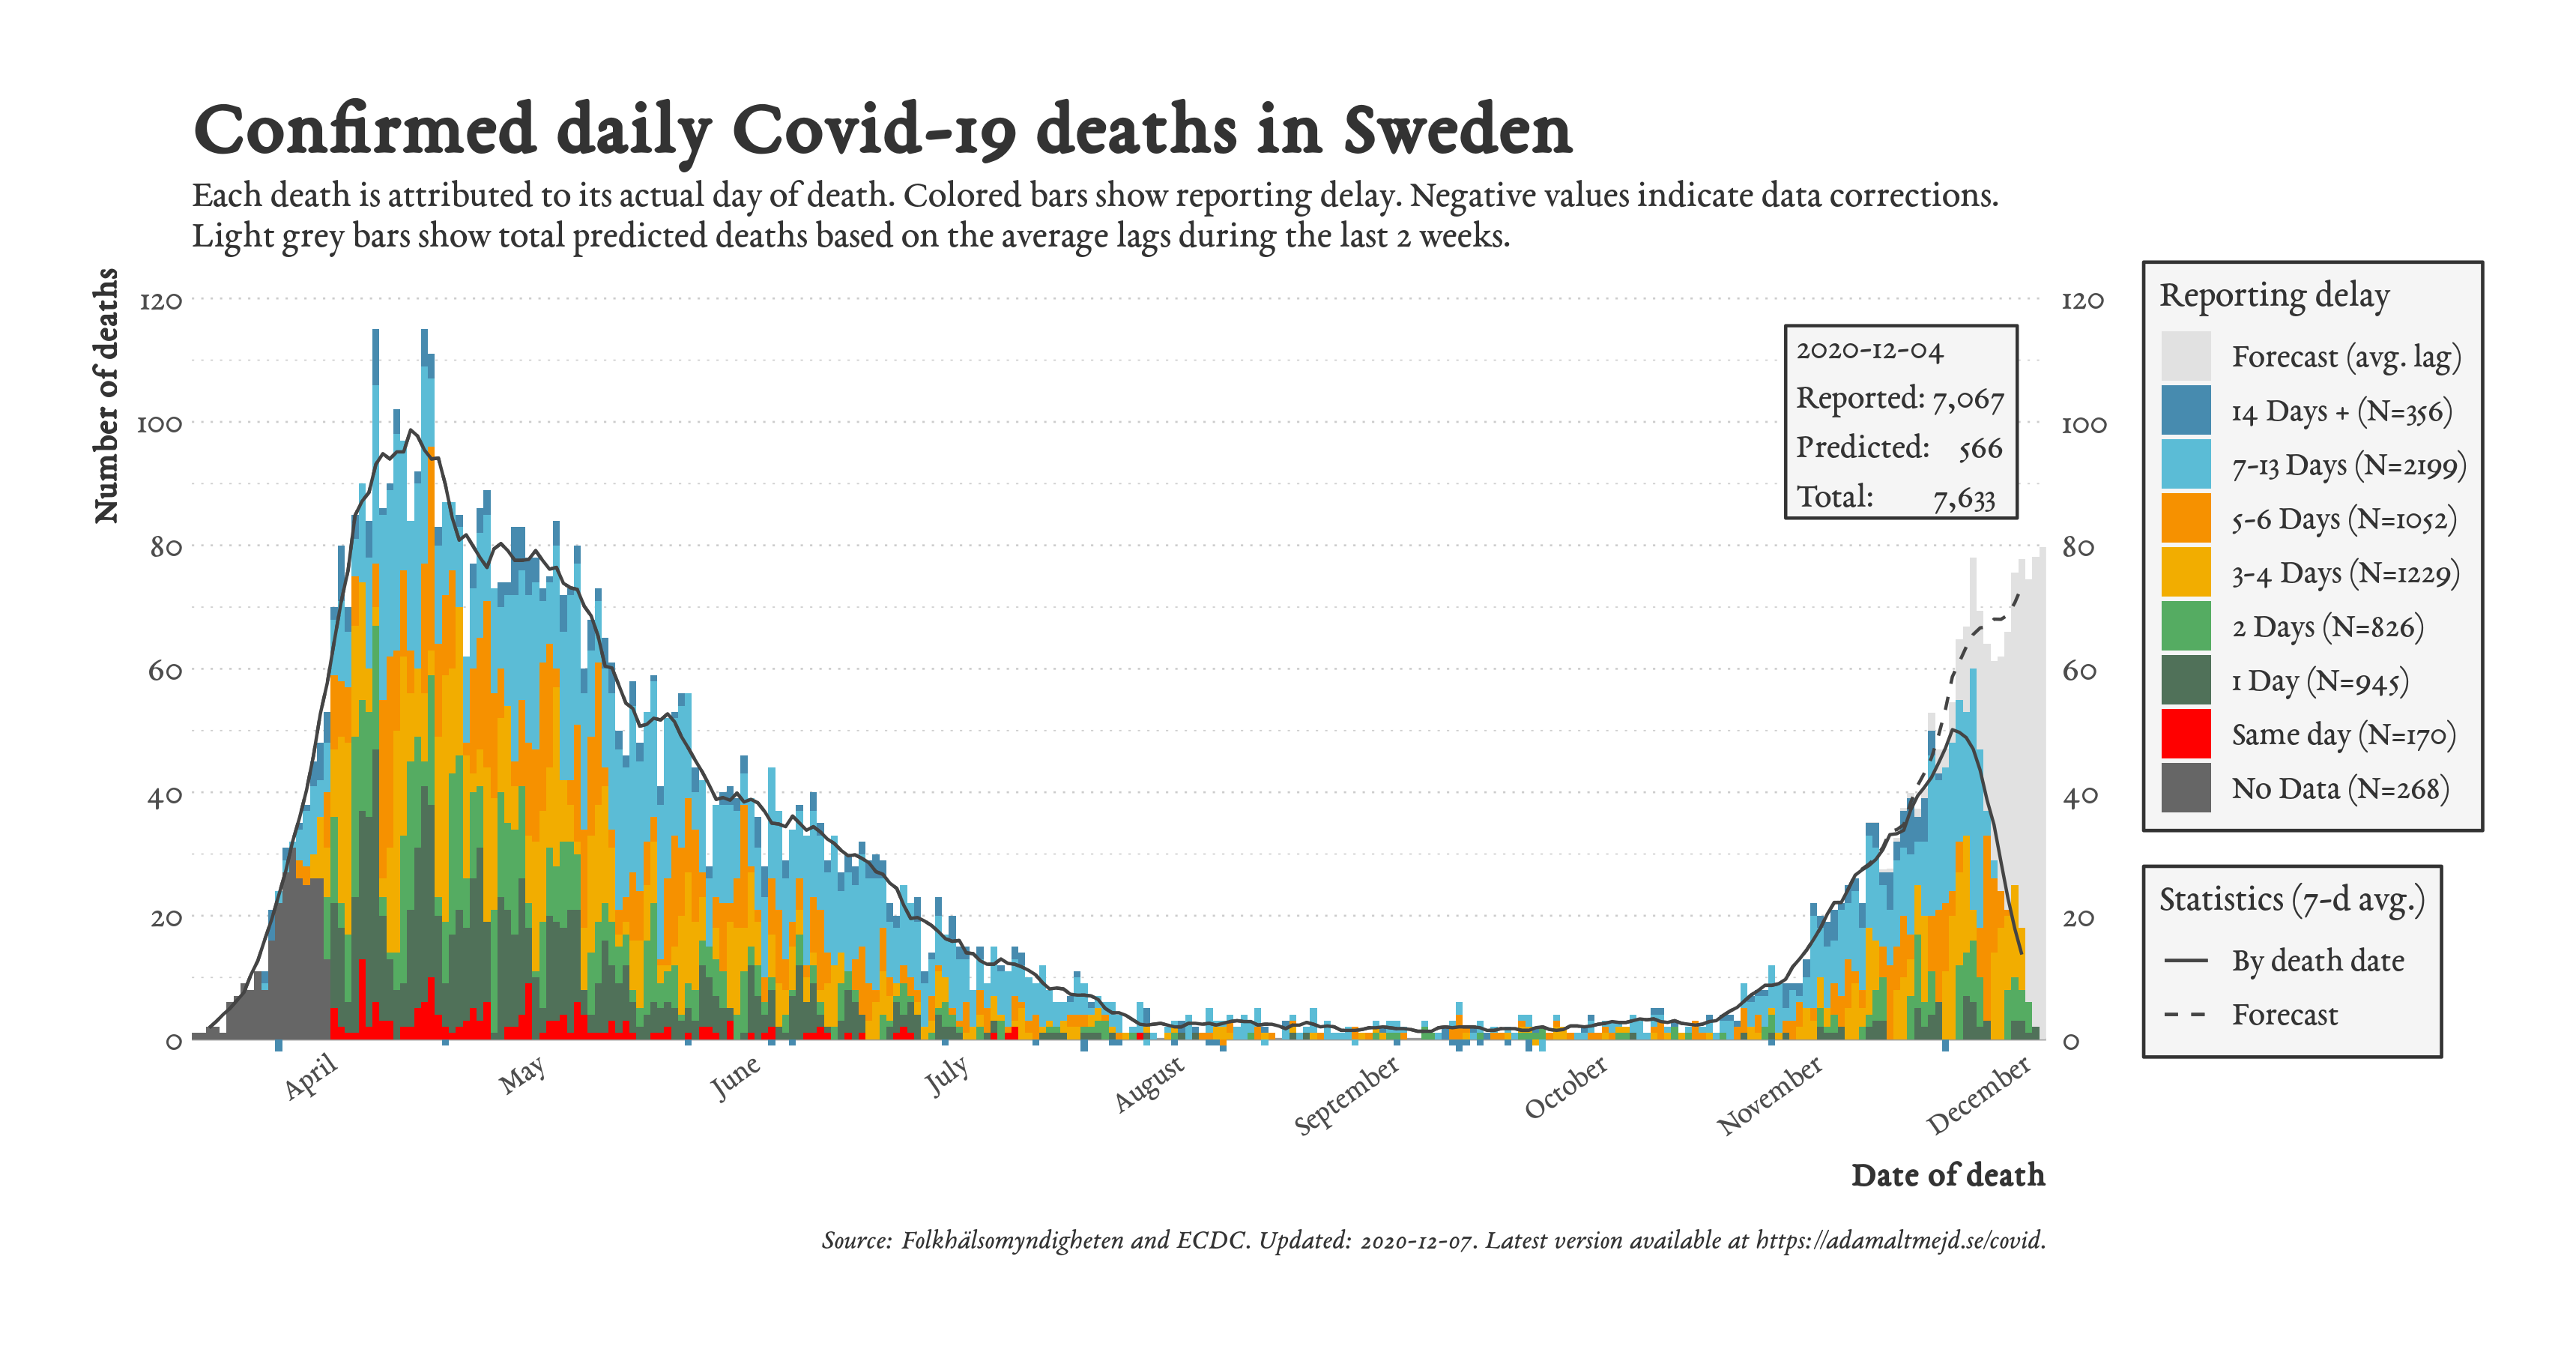 Confirmed daily Covid-19 deaths in Sweden
Each death is attributed to its actual day of death. Colored bars show reporting delay. Negative values indicate data corrections.
Light grey bars show total predicted deaths based on the average lags during the last 2 weeks.
Number of deaths
120
100
80
60
40
20
0
120
100
80
60
40
20
0
2020-12-04
Reported: 7,067
Predicted: 566
Total: 7,633
April
May
June
July
August
September
October
November
December
Date of death
Reporting delay
Forecast (avg. lag)
14 Days + (N=356)
7-13 Days (N=2199)
5-6 Days (N=1052)
3-4 Days (N=1229)
2 Days (N=826)
1 Day (N=945)
Same day (N=170)
No Data (N=268)
Statistics (7-d avg.)
By death date
Forecast
Source: Folkhälsomyndigheten and ECDC. Updated: 2020-12-07. Latest version available at https://adamaltmejd.se/covid.